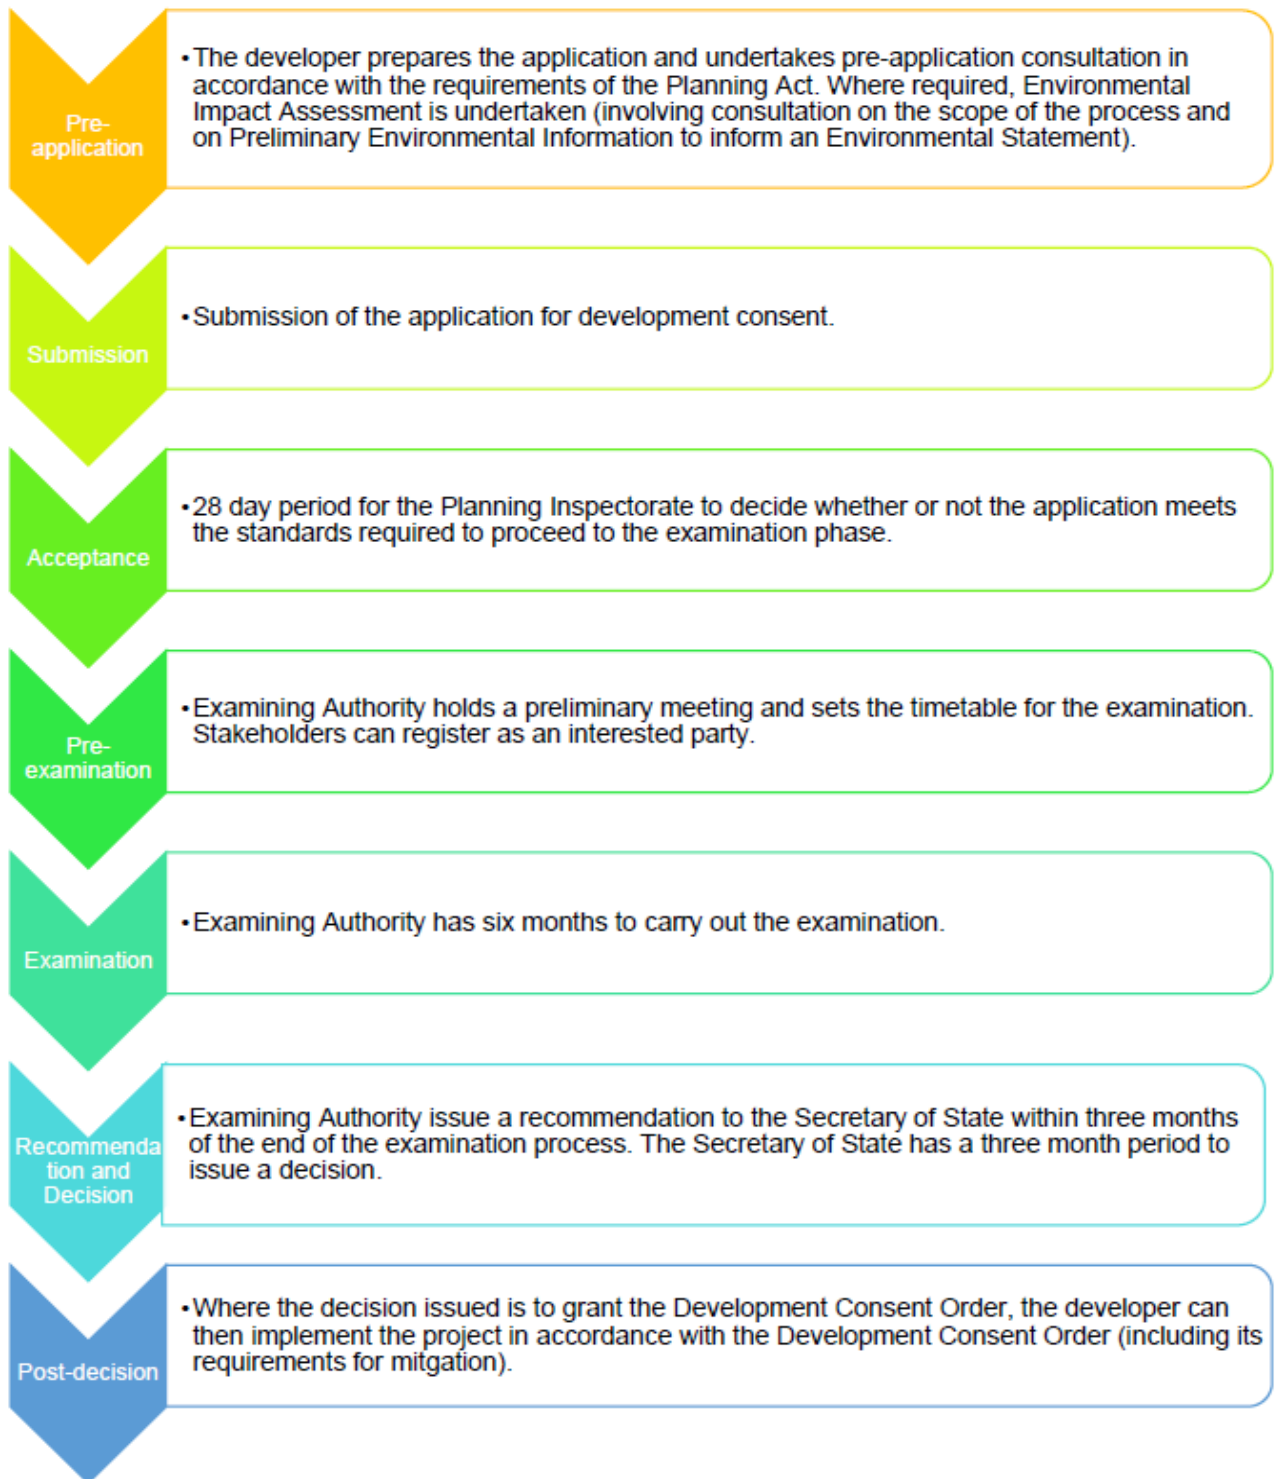 Pre-
application
•The developer prepares the application and undertakes pre-application consultation in
accordance with the requirements of the Planning Act. Where required, Environmental
Impact Assessment is undertaken (involving consultation on the scope of the process and
on Preliminary Environmental Information to inform an Environmental Statement).
Submission
•Submission of the application for development consent.
Acceptance
•28 day period for the Planning Inspectorate to decide whether or not the application meets
the standards required to proceed to the examination phase.
Pre-
examination
•Examining Authority holds a preliminary meeting and sets the timetable for the examination.
Stakeholders can register as an interested party.
Examination
•Examining Authority has six months to carry out the examination.
Recommenda
tion and
Decision
•Examining Authority issue a recommendation to the Secretary of State within three months
of the end of the examination process. The Secretary of State has a three month period to
issue a decision.
Post-decision
•Where the decision issued is to grant the Development Consent Order, the developer can
then implement the project in accordance with the Development Consent Order (including its
requirements for mitgation).